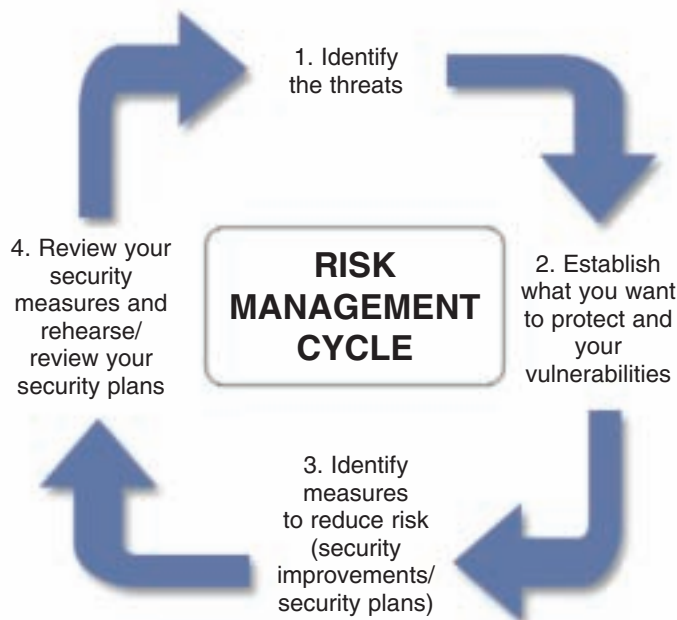 1. Identify
the threats
RISK
MANAGEMENT
CYCLE
2. Establish
what you want
to protect and
your
vulnerabilities
3. Identify
measures
to reduce risk
(security
improvements/
security plans)
4. Review your
security
measures and
rehearse/
review your
security plans